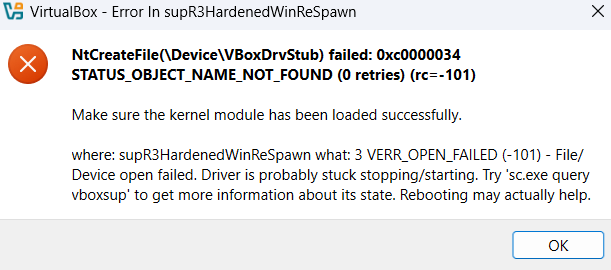 VirtualBox - Error In supR3HardenedWinReSpawn
NtCreateFile(\Device\VBoxDrvStub) failed: 0xc0000034
STATUS_OBJECT_NAME_NOT_FOUND (0 retries) (rc=-101)
Make sure the kernel module has been loaded successfully.
where: supR3HardenedWinReSpawn what: 3 VERR_OPEN_FAILED (-101) - File/
Device open failed. Driver is probably stuck stopping/starting. Try 'sc.exe query
vboxsup' to get more information about its state. Rebooting may actually help.
OK